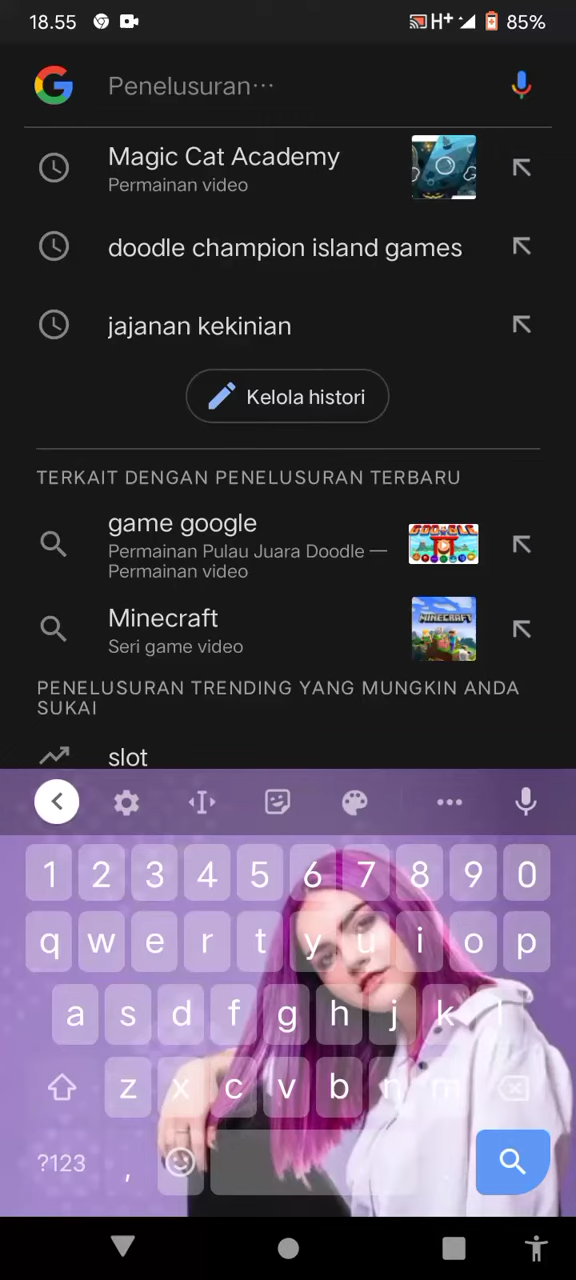 18.55 H+ 85%
Penelusuran···
Magic Cat Academy
Permainan video
doodle champion island games
jajanan kekinian
Kelola histori
TERKAIT DENGAN PENELUSURAN TERBARU
game google
Permainan Pulau Juara Doodle —
Permainan video
Minecraft
Seri game video
MINECRAFT
PENELUSURAN TRENDING YANG MUNGKIN ANDA
SUKAI
slot
1 2 3 4 5 6 7 8 9 0
q w e r t y u i o p
a s d f g h j k l
z x c v b n m
?123 , .